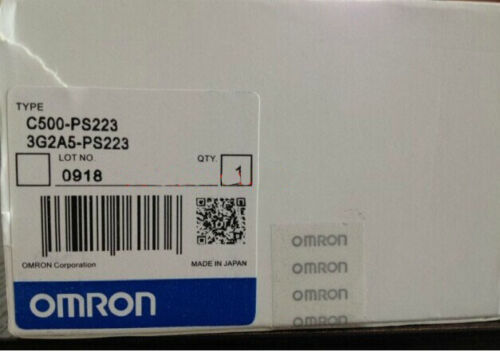 TYPE
C500-PS223
3G2A5-PS223
LOT NO. QTY.
0918 1
OMRON Corporation MADE IN JAPAN
OMRON
OMRON
OMRON
OMRON
OMRON